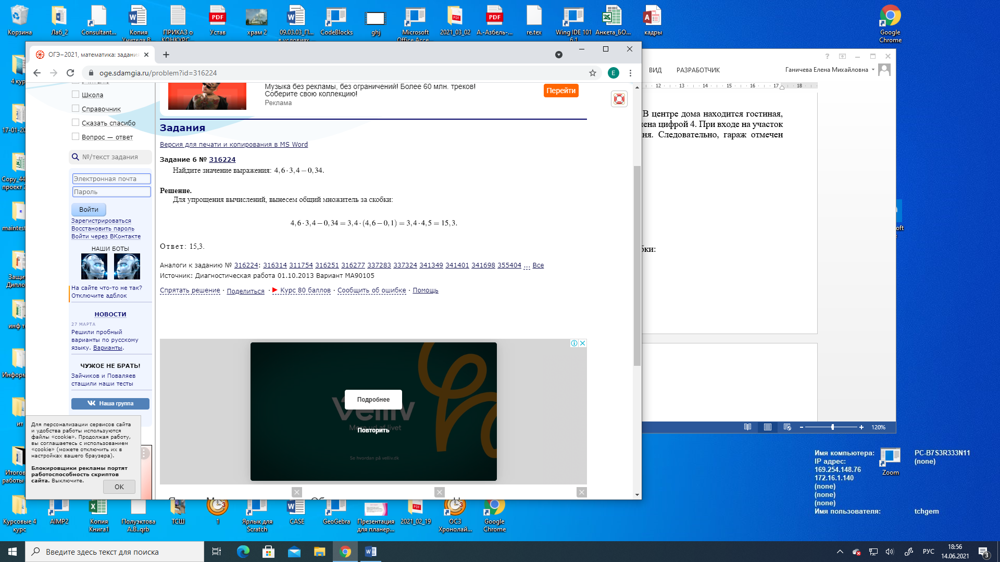 Корзина
Лаб_2
Consultant...
Копия
Учителя В...
ПРИКАЗ о
КОНКУРС...
Устав
храм 2
09.03.03_П...
в условиях...
CodeBlocks
ghj
Microsoft
Office Acce...
2021_03_02
А.-Азбель-...
re.tex
Wing IDE 101
6.1
Анкета_БО...
кадры
Google
Chrome
ОГЭ−2021, математика: задания
oge.sdamgia.ru/problem?id=316224
E
Школа
Справочник
Сказать спасибо
Вопрос — ответ
№/текст задания
Электронная почта
Пароль
Войти
Зарегистрироваться
Восстановить пароль
Войти через ВКонтакте
НАШИ БОТЫ
На сайте что-то не так?
Отключите адблок
НОВОСТИ
27 МАРТА
Решили пробный
варианты по русскому
языку. Варианты.
ЧУЖОЕ НЕ БРАТЬ!
Зайчиков и Поваляев
стащили наши тесты
Наша группа
Для персонализации сервисов сайта
и удобства работы используются
файлы «cookie». Продолжая работу,
вы соглашаетесь с использованием
«cookie» (можете отключить их в
настройках вашего браузера).
Блокировщики рекламы портят
работоспособность скриптов
сайта. Выключите.
OK
Музыка без рекламы, без ограничений! Более 60 млн. треков!
Соберите свою коллекцию!
Реклама
Перейти
Задания
Версия для печати и копирования в MS Word
Задание 6 № 316224
Найдите значение выражения: 4,6 · 3,4 − 0,34.
Решение.
Для упрощения вычислений, вынесем общий множитель за скобки:
4,6 · 3,4 − 0,34 = 3,4 · (4,6 − 0,1) = 3,4 · 4,5 = 15,3.
Ответ: 15,3.
Аналоги к заданию № 316224: 316314 311754 316251 316277 337283 337324 341349 341401 341698 355404 ... Все
Источник: Диагностическая работа 01.10.2013 Вариант МА90105
Спрятать решение · Поделиться · Курс 80 баллов · Сообщить об ошибке · Помощь
Подробнее
Velliv
Mere ud af livet
Повторить
Se hvordan på velliv.dk
ВИД
РАЗРАБОТЧИК
Ганичева Елена Михайловна
12 13 14 15 16 17 18
В центре дома находится гостиная,
ена цифрой 4. При входе на участок
ня. Следовательно, гараж отмечен
бки:
120%
4 кур
17-01-20
Copy_44
проект 2
maintest
Защит
Дипло
инф т
Информ
ит
Итогов
работы
Курсовые 4
курс
AIMP2
Копия
Книга1
Полуэктова
А.В..qrb
ТСШ
1
Ярлык для
Scratch
CASE
GeoGebra
Презентация
для планер...
2021_02_19
ОС3
Хронолай...
Google
Chrome
oft
Имя компьютера:
PC-B7S3R333N11
IP адрес:
(none)
169.254.148.76
172.16.1.140
(none)
(none)
(none)
Имя пользователя:
tchgem
Zoom
Введите здесь текст для поиска
РУС
18:56
14.06.2021
3